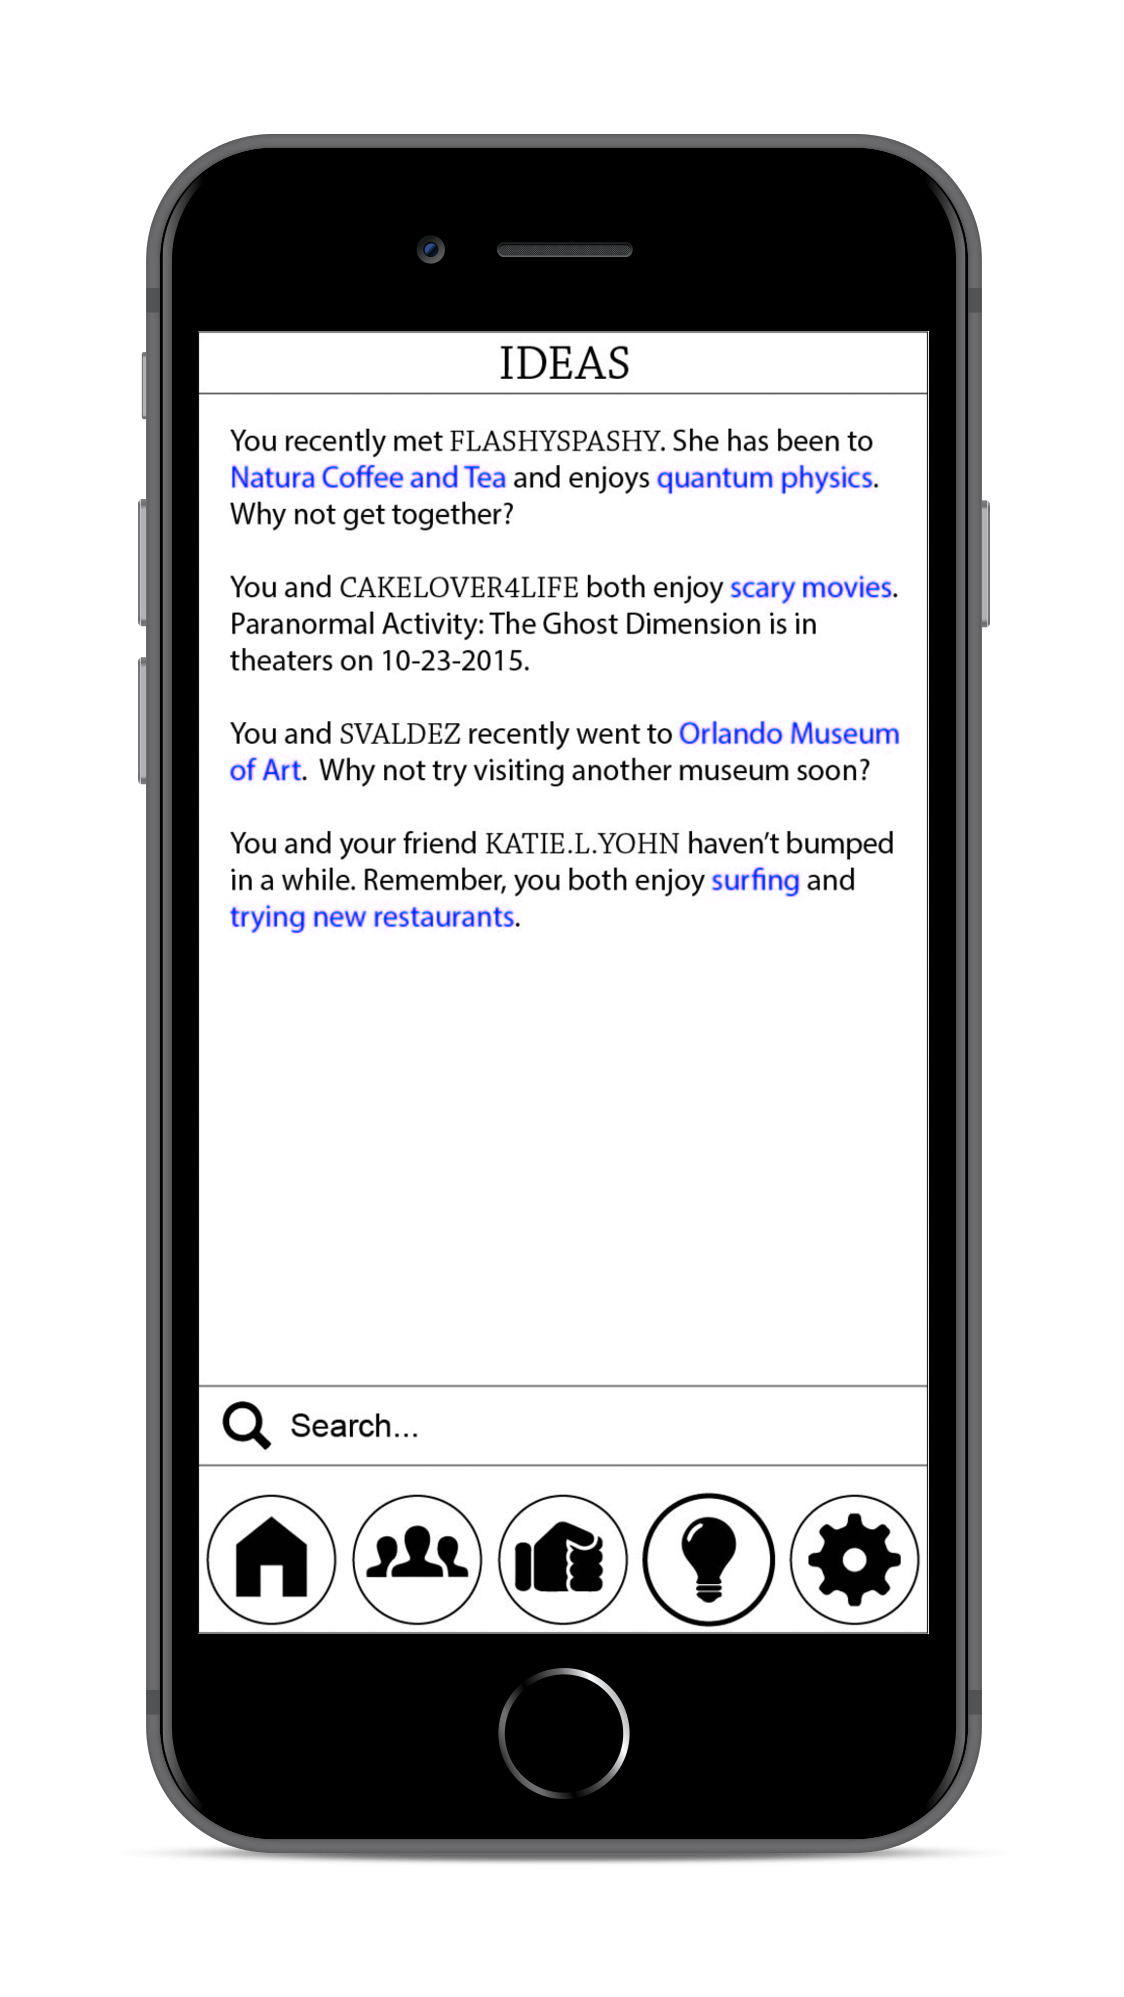 IDEAS
You recently met FLASHYSPASHY. She has been to
Natura Coffee and Tea and enjoys quantum physics.
Why not get together?
You and CAKELOVER4LIFE both enjoy scary movies.
Paranormal Activity: The Ghost Dimension is in
theaters on 10-23-2015.
You and SVALDEZ recently went to Orlando Museum
of Art.  Why not try visiting another museum soon?
You and your friend KATIE.L.YOHN haven’t bumped
in a while. Remember, you both enjoy surfing and
trying new restaurants.
Search...